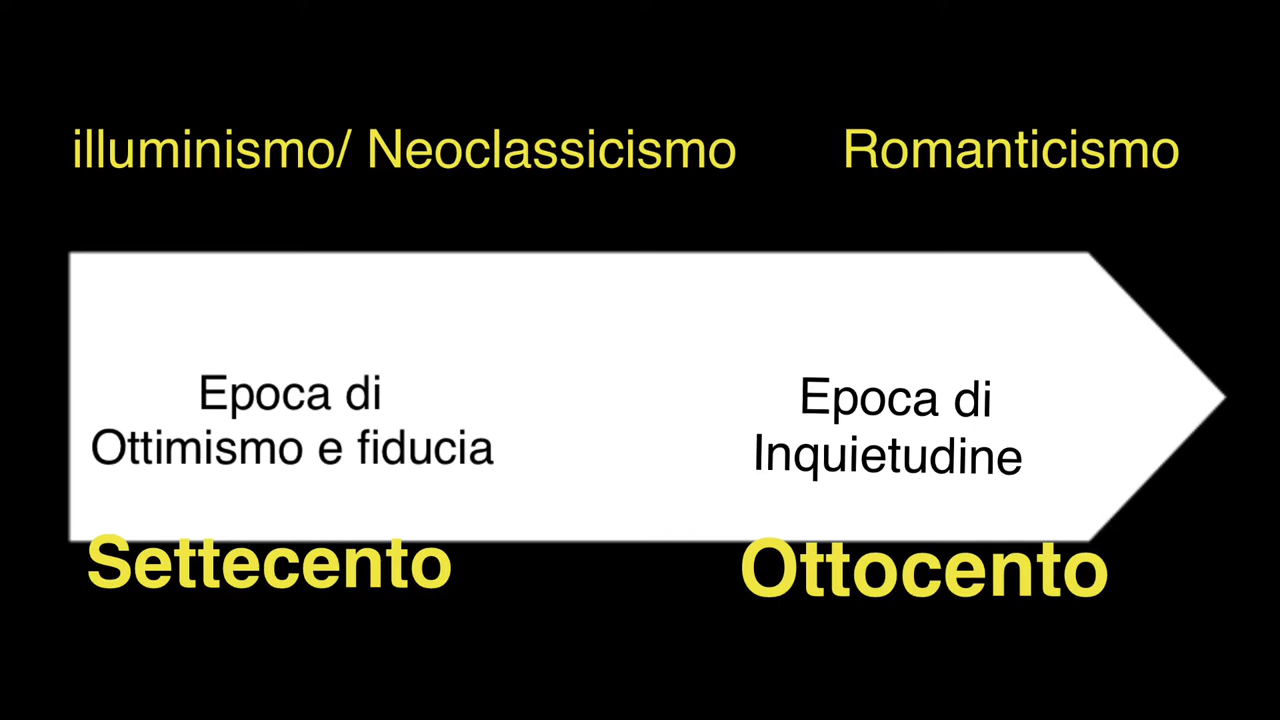 illuminismo/ Neoclassicismo
Romanticismo
Epoca di
Ottimismo e fiducia
Epoca di
Inquietudine
Settecento
Ottocento